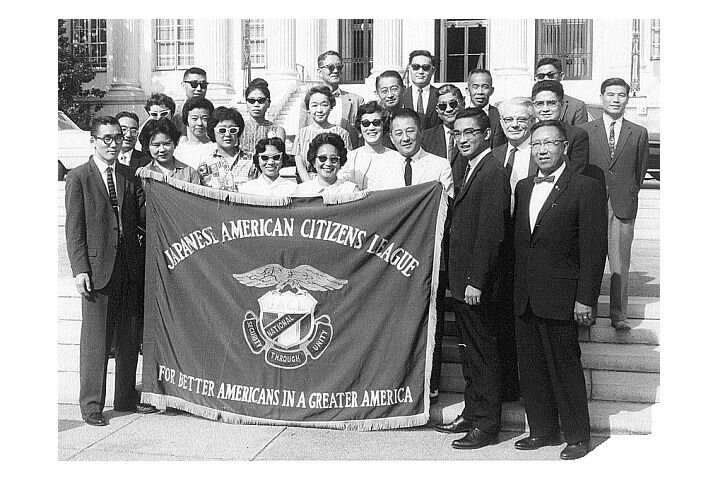 JAPANESE AMERICAN CITIZENS LEAGUE
JACL
SECURITY THROUGH UNITY
NATIONAL
FOR BETTER AMERICANS IN A GREATER AMERICA